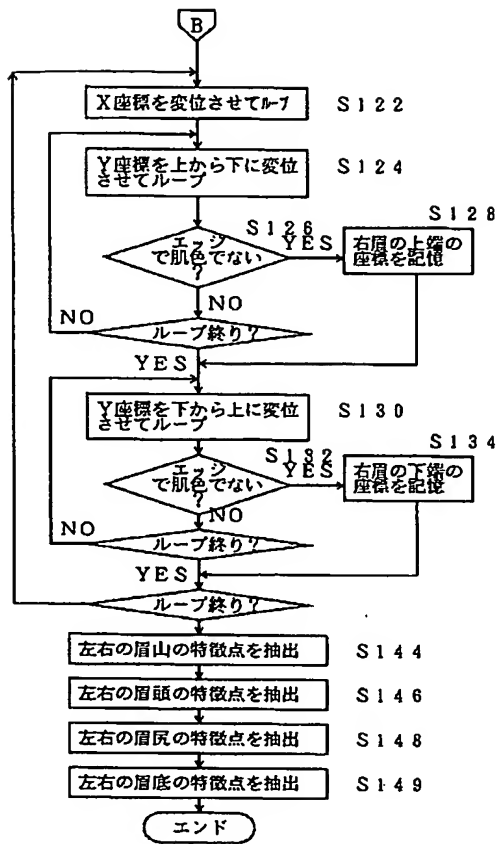 B
X座標を変位させてループ S122
Y座標を上から下に変位
させてループ S124
S126
エッジ
で肌色でない
?
YES
S128
右眉の上端の
座標を記憶
NO
NO
ループ終り?
YES
Y座標を下から上に変位
させてループ S130
S132
エッジ
で肌色でない
?
YES
S134
右眉の下端の
座標を記憶
NO
NO
ループ終り?
YES
ループ終り?
左右の眉山の特徴点を抽出 S144
左右の眉頭の特徴点を抽出 S146
左右の眉尻の特徴点を抽出 S148
左右の眉底の特徴点を抽出 S149
エンド